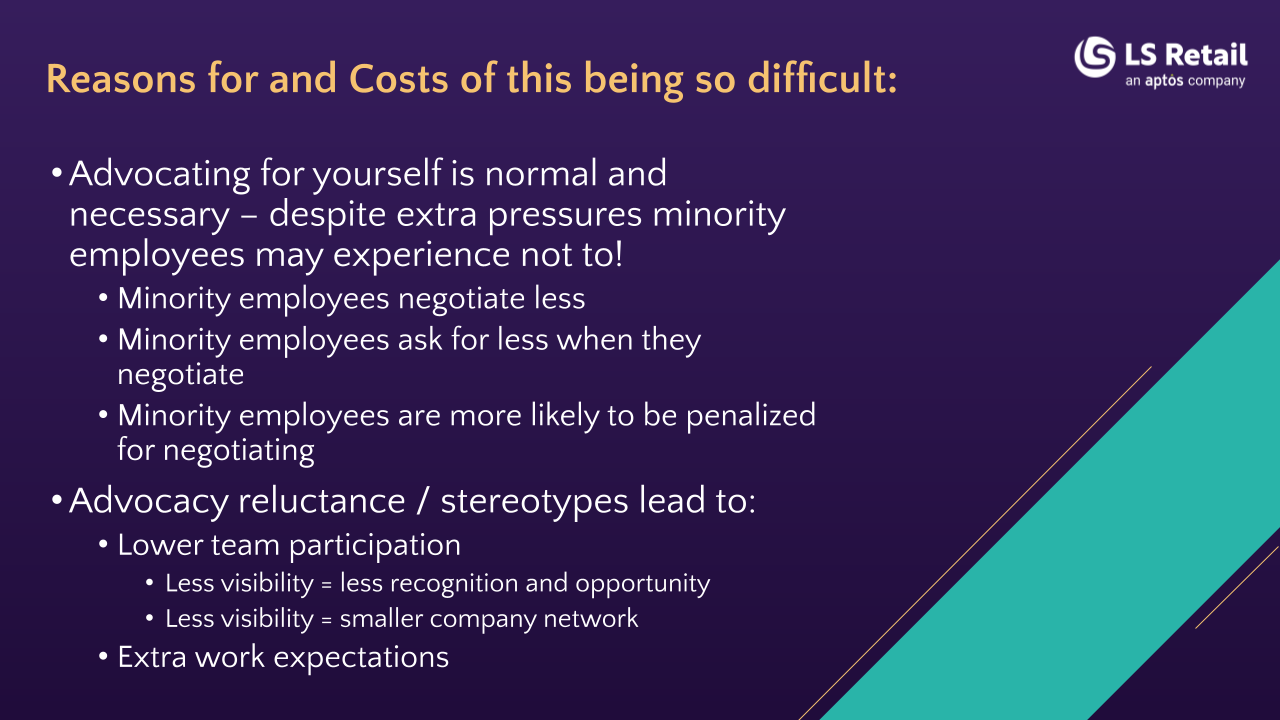 LS Retail
an aptos company
Reasons for and Costs of this being so difficult:
• Advocating for yourself is normal and
necessary – despite extra pressures minority
employees may experience not to!
• Minority employees negotiate less
• Minority employees ask for less when they
negotiate
• Minority employees are more likely to be penalized
for negotiating
• Advocacy reluctance / stereotypes lead to:
• Lower team participation
• Less visibility = less recognition and opportunity
• Less visibility = smaller company network
• Extra work expectations